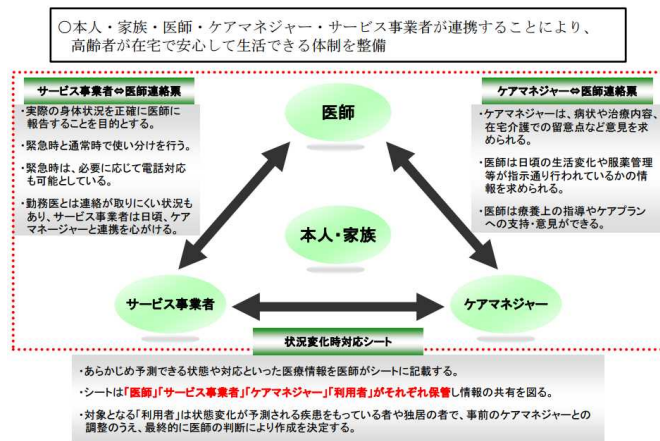 ○本人・家族・医師・ケアマネジャー・サービス事業者が連携することにより、
高齢者が在宅で安心して生活できる体制を整備
サービス事業者⇔医師連絡票
・実際の身体状況を正確に医師に
報告することを目的とする。
・緊急時と通常時で使い分けを行う。
・緊急時は、必要に応じて電話対応
も可能としている。
・勤務医とは連絡が取りにくい状況
もあり、サービス事業者は日頃、ケア
マネージャーと連携を心がける。
ケアマネジャー⇔医師連絡票
・ケアマネジャーは、病状や治療内容、
在宅介護での留意点など意見を求
められる。
・医師は日頃の生活変化や服薬管理
等が指示通り行われているかの情
報を求められる。
・医師は療養上の指導やケアプラン
への支持・意見ができる。
医師
本人・家族
サービス事業者
ケアマネジャー
状況変化時対応シート
・あらかじめ予測できる状態や対応といった医療情報を医師がシートに記載する。
・シートは「医師」「サービス事業者」「ケアマネジャー」「利用者」がそれぞれ保管し情報の共有を図る。
・対象となる「利用者」は状態変化が予測される疾患をもっている者や独居の者で、事前のケアマネジャーとの
調整のうえ、最終的に医師の判断により作成を決定する。